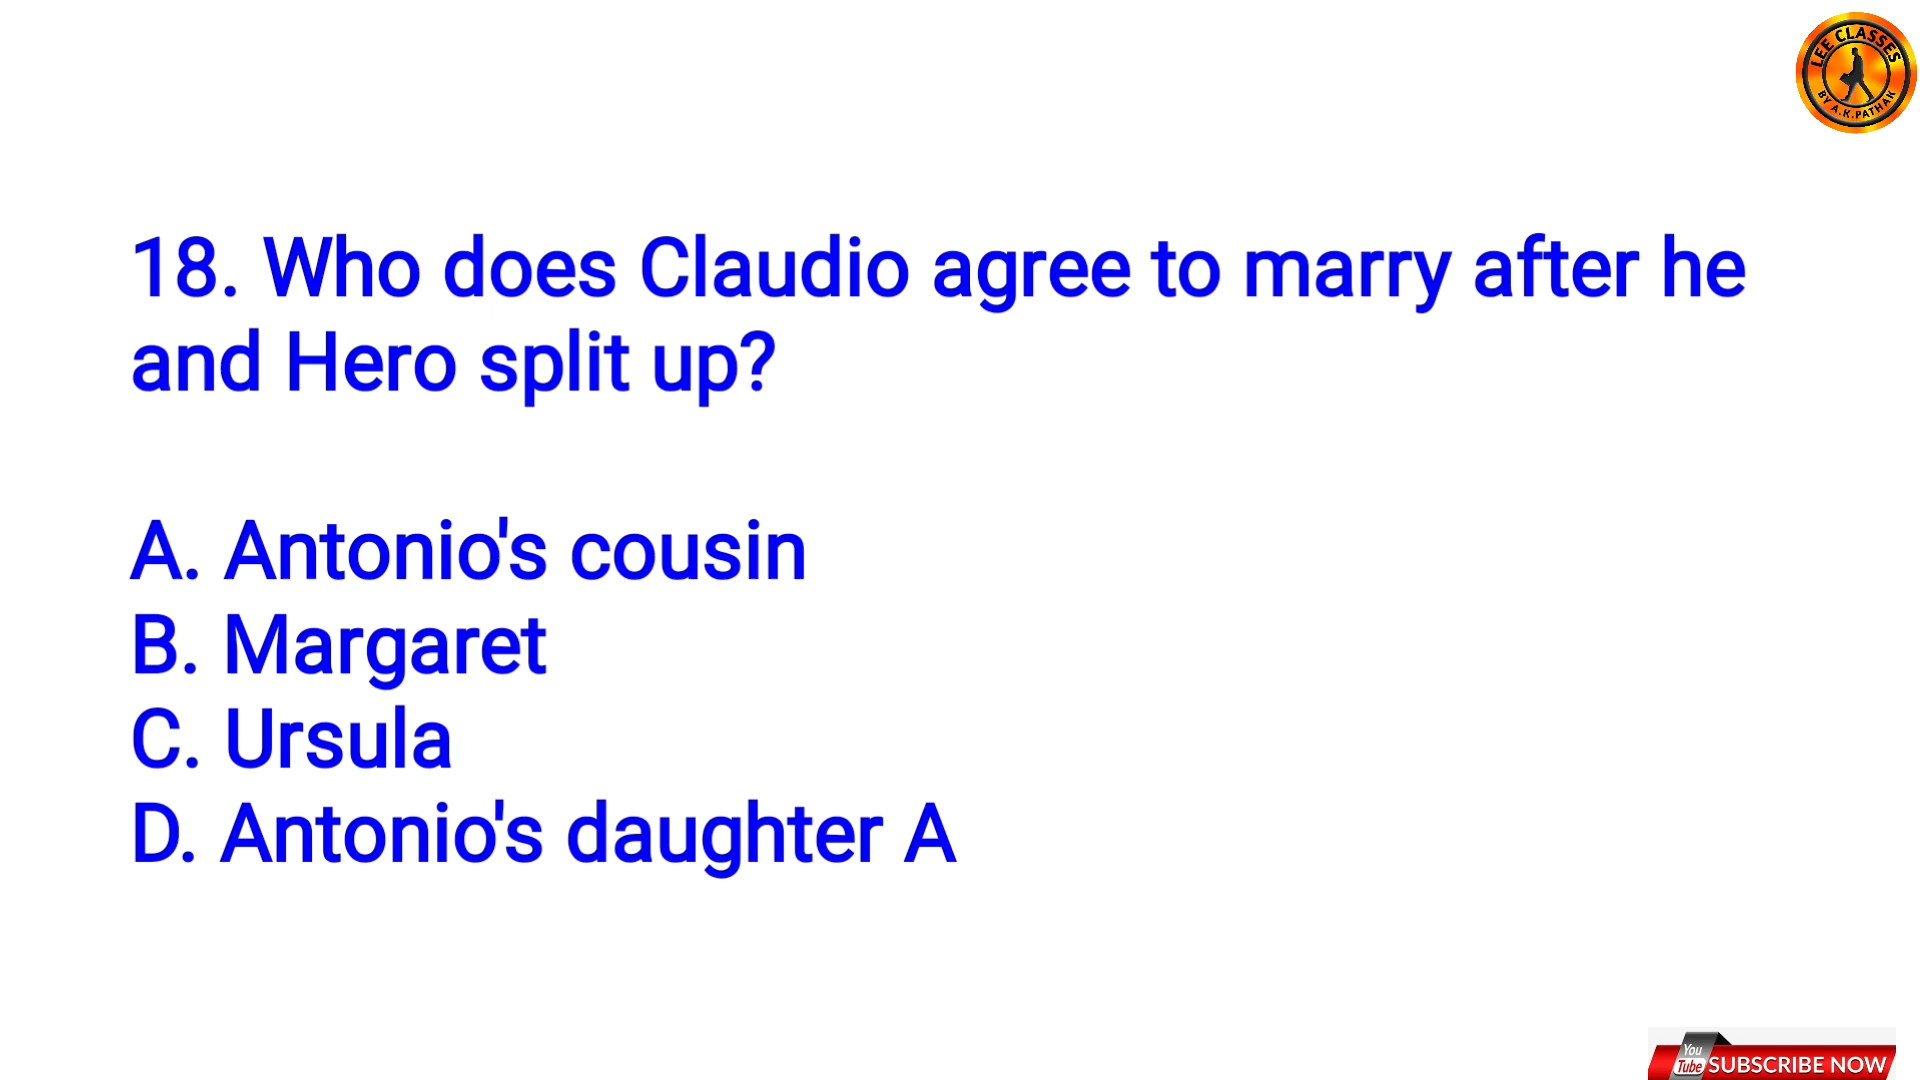 LEE CLASSES
BY A.K.PATHAK
18. Who does Claudio agree to marry after he
and Hero split up?
A. Antonio's cousin
B. Margaret
C. Ursula
D. Antonio's daughter A
You
Tube
SUBSCRIBE NOW